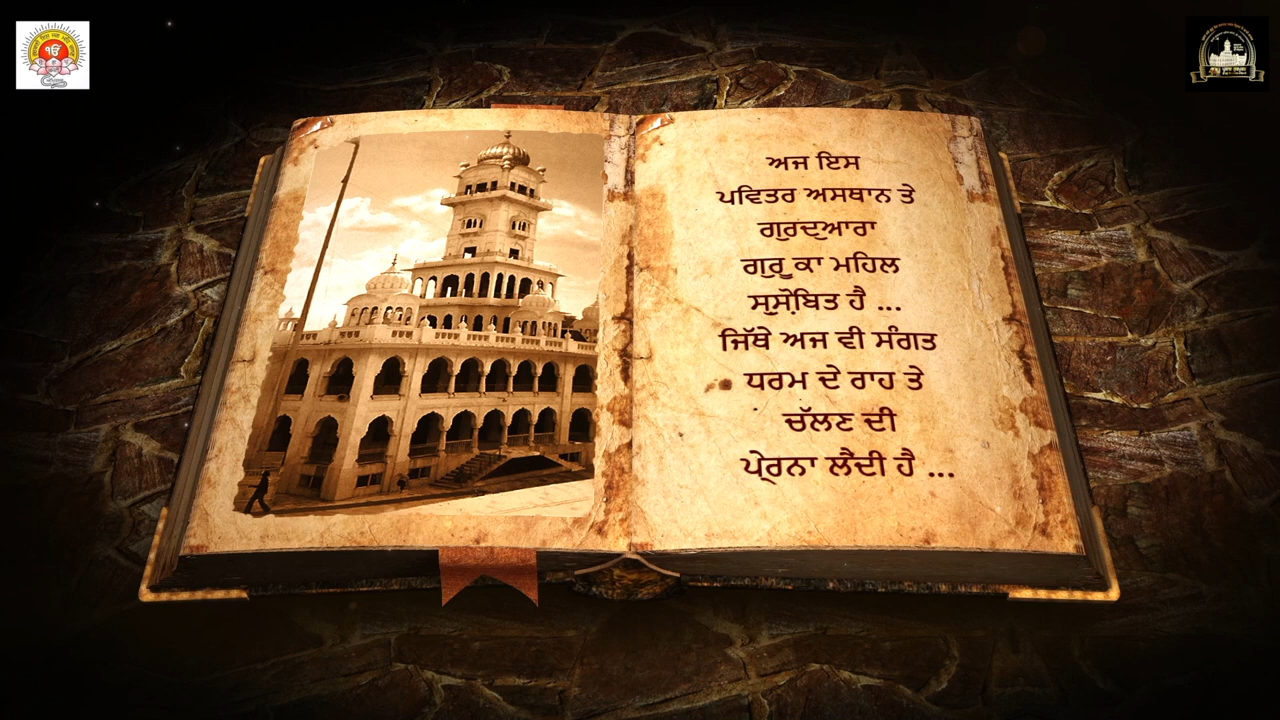 ਅਜ ਇਸ
ਪਵਿਤਰ ਅਸਥਾਨ ਤੇ
ਗੁਰਦੁਆਰਾ
ਗੁਰੂ ਕਾ ਮਹਿਲ
ਸੁਸ਼ੋਬਿਤ ਹੈ ...
ਜਿੱਥੇ ਅਜ ਵੀ ਸੰਗਤ
ਧਰਮ ਦੇ ਰਾਹ ਤੇ
ਚੱਲਣ ਦੀ
ਪ੍ਰੇਰਨਾ ਲੈਂਦੀ ਹੈ ...